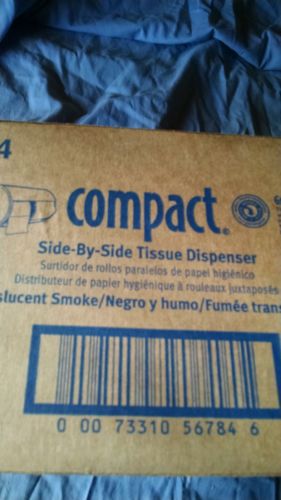 4
compact®
Side-By-Side Tissue Dispenser
Surtidor de rollos paralelos de papel higiénico
Distributeur de papier hygiénique à rouleaux juxtaposés
slucent Smoke/Negro y humo/Fumée trans
0 00 73310 56784 6